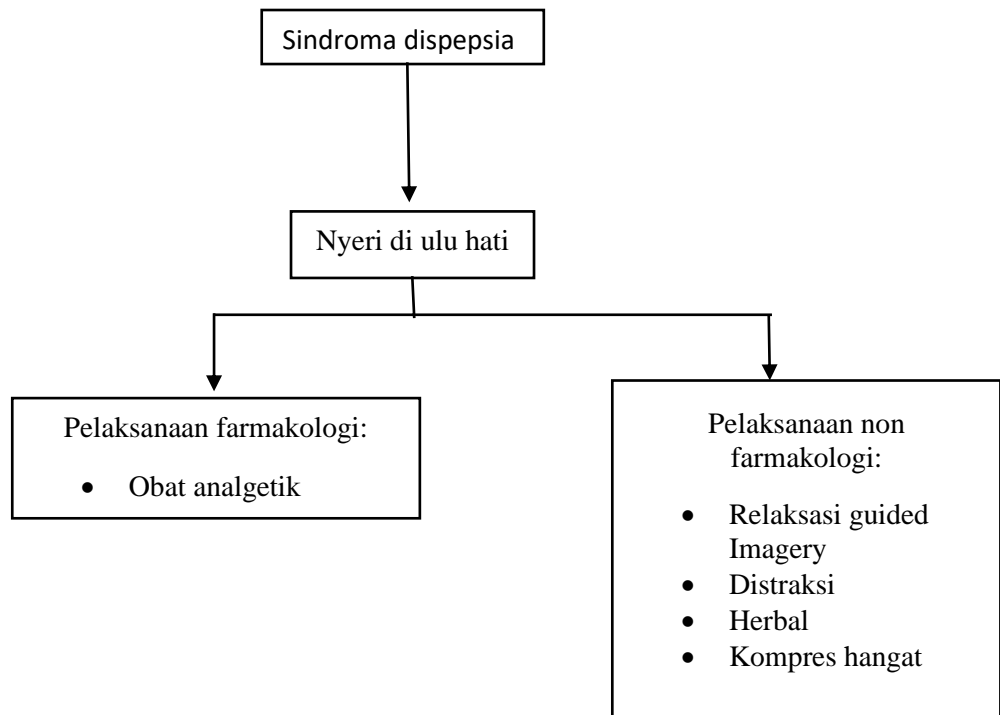 Sindroma dispepsia
Nyeri di ulu hati
Pelaksanaan farmakologi:
• Obat analgetik
Pelaksanaan non
farmakologi:
• Relaksasi guided
Imagery
• Distraksi
• Herbal
• Kompres hangat